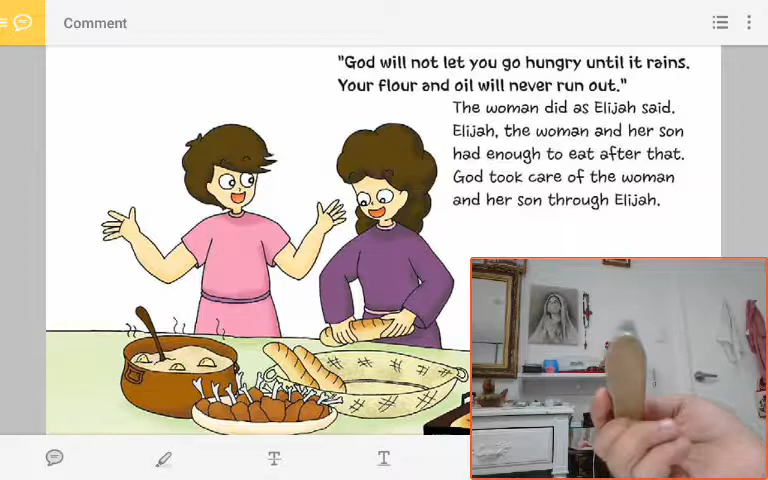 Comment
"God will not let you go hungry until it rains.
Your flour and oil will never run out."
The woman did as Elijah said.
Elijah, the woman and her son
had enough to eat after that.
God took care of the woman
and her son through Elijah.